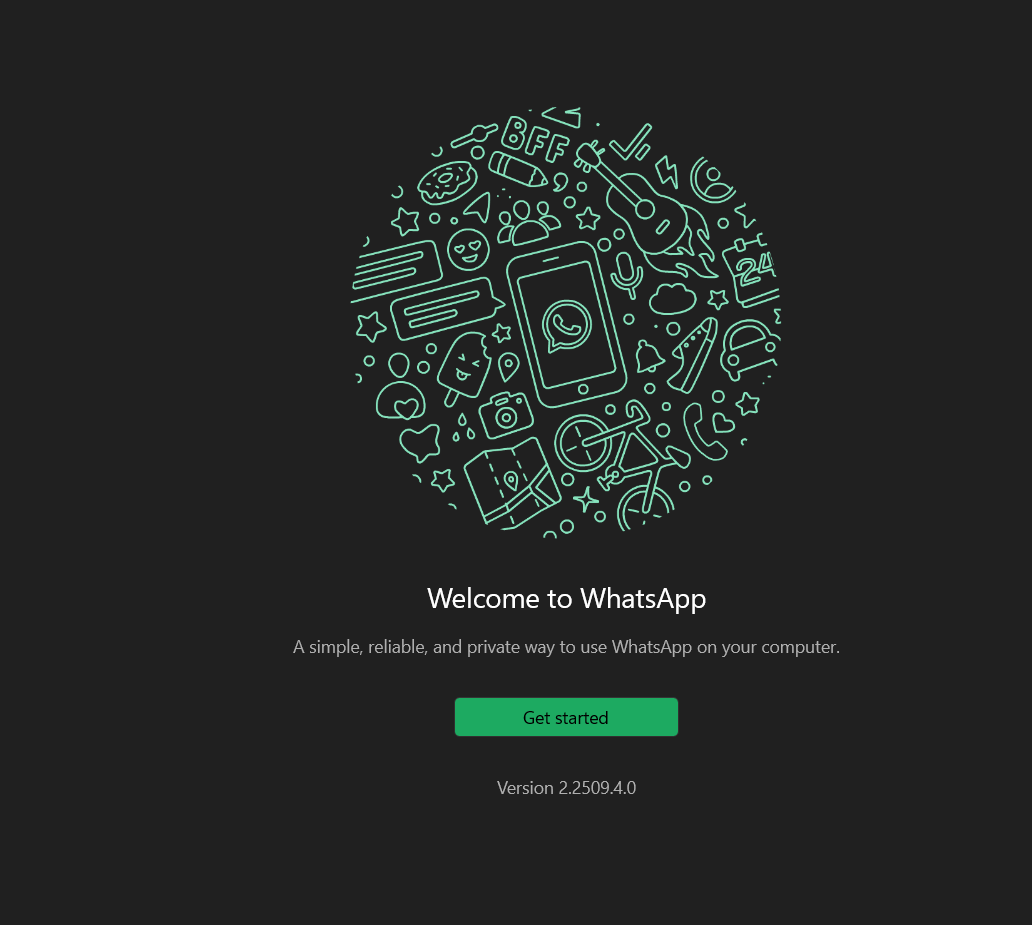 BFF
24
Welcome to WhatsApp
A simple, reliable, and private way to use WhatsApp on your computer.
Get started
Version 2.2509.4.0